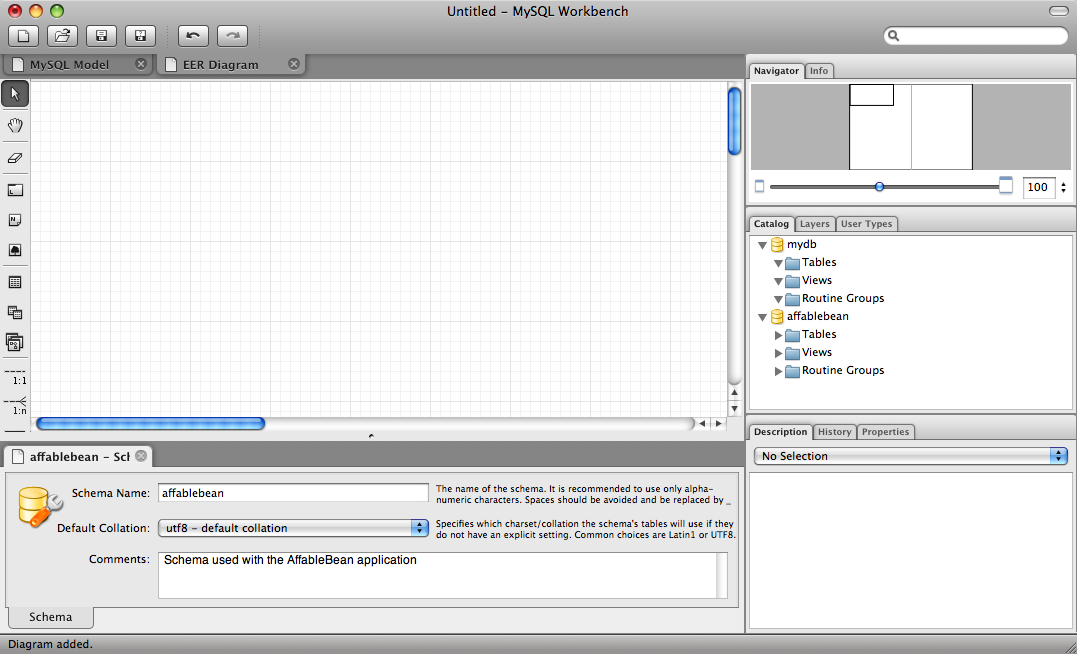 Untitled – MySQL Workbench
MySQL Model
EER Diagram
Navigator
Info
100
Catalog
Layers
User Types
mydb
Tables
Views
Routine Groups
affablebean
Tables
Views
Routine Groups
1:1
1:n
Description
History
Properties
No Selection
affablebean – Scl
Schema Name:
affablebean
The name of the schema. It is recommended to use only alpha-
numeric characters. Spaces should be avoided and be replaced by _
Default Collation:
utf8 – default collation
Specifies which charset/collation the schema's tables will use if they
do not have an explicit setting. Common choices are Latin1 or UTF8.
Comments:
Schema used with the AffableBean application
Schema
Diagram added.